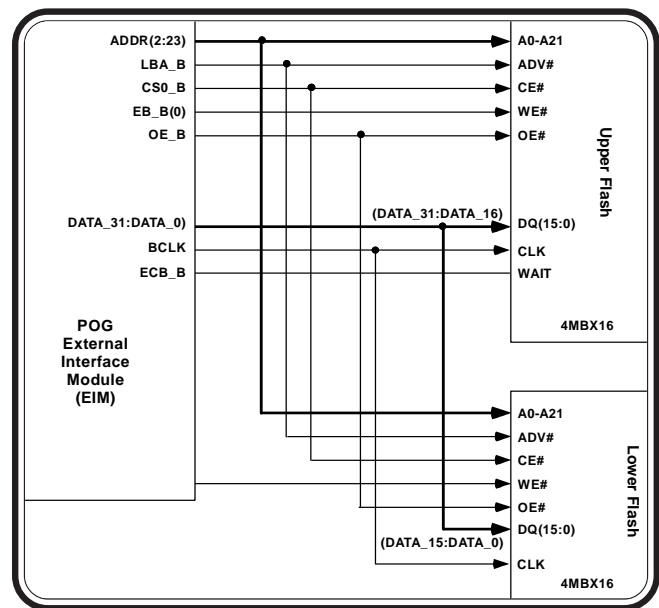 ADDR(2:23)
LBA_B
CS0_B
EB_B(0)
OE_B
DATA_31:DATA_0)
BCLK
ECB_B
POG
External
Interface
Module
(EIM)
(DATA_31:DATA_16)
A0-A21
ADV#
CE#
WE#
OE#
DQ(15:0)
CLK
WAIT
Upper Flash
4MBX16
A0-A21
ADV#
CE#
WE#
OE#
DQ(15:0)
(DATA_15:DATA_0)
CLK
Lower Flash
4MBX16